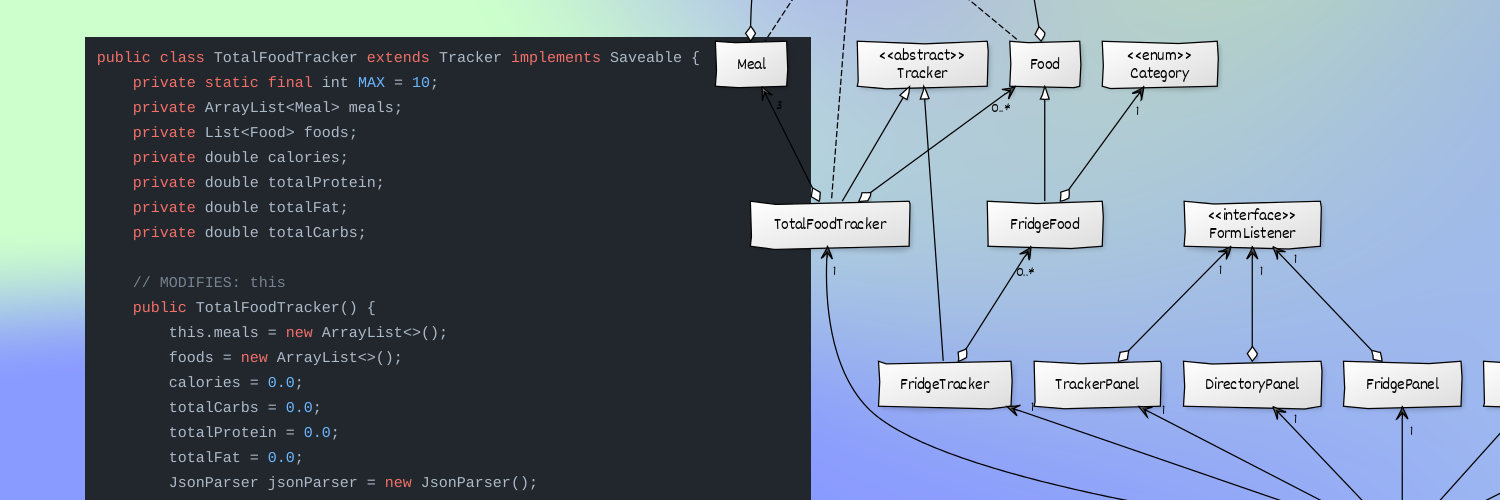 public class TotalFoodTracker extends Tracker implements Saveable {
    private static final int MAX = 10;
    private ArrayList<Meal> meals;
    private List<Food> foods;
    private double calories;
    private double totalProtein;
    private double totalFat;
    private double totalCarbs;
    // MODIFIES: this
    public TotalFoodTracker() {
        this.meals = new ArrayList<>();
        foods = new ArrayList<>();
        calories = 0.0;
        totalCarbs = 0.0;
        totalProtein = 0.0;
        totalFat = 0.0;
        JsonParser jsonParser = new JsonParser();
Meal
<<abstract>>
Tracker
Food
<<enum>>
Category
3
0..*
1
TotalFoodTracker
FridgeFood
<<interface>>
FormListener
1
0..*
1
1
1
FridgeTracker
TrackerPanel
DirectoryPanel
FridgePanel
1
1
1
1